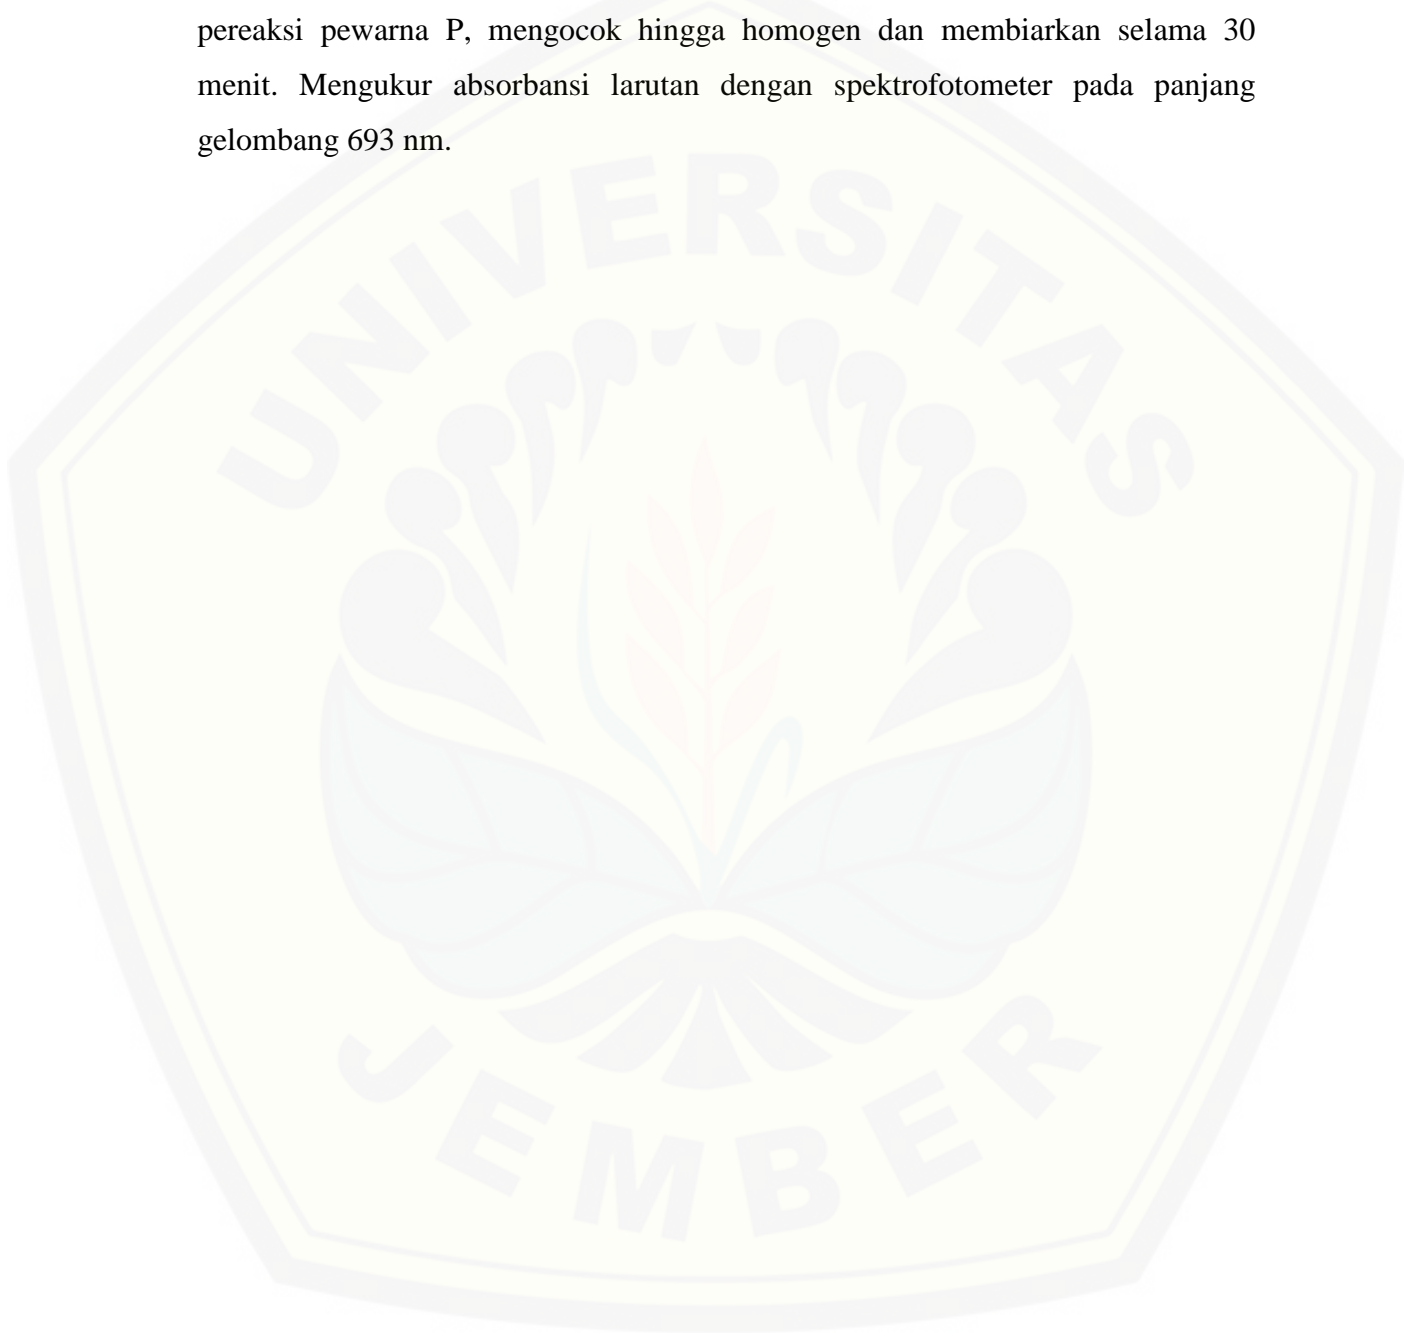 pereaksi pewarna P, mengocok hingga homogen dan membiarkan selama 30
menit. Mengukur absorbansi larutan dengan spektrofotometer pada panjang
gelombang 693 nm.
UNIVERSITAS
JEMBER